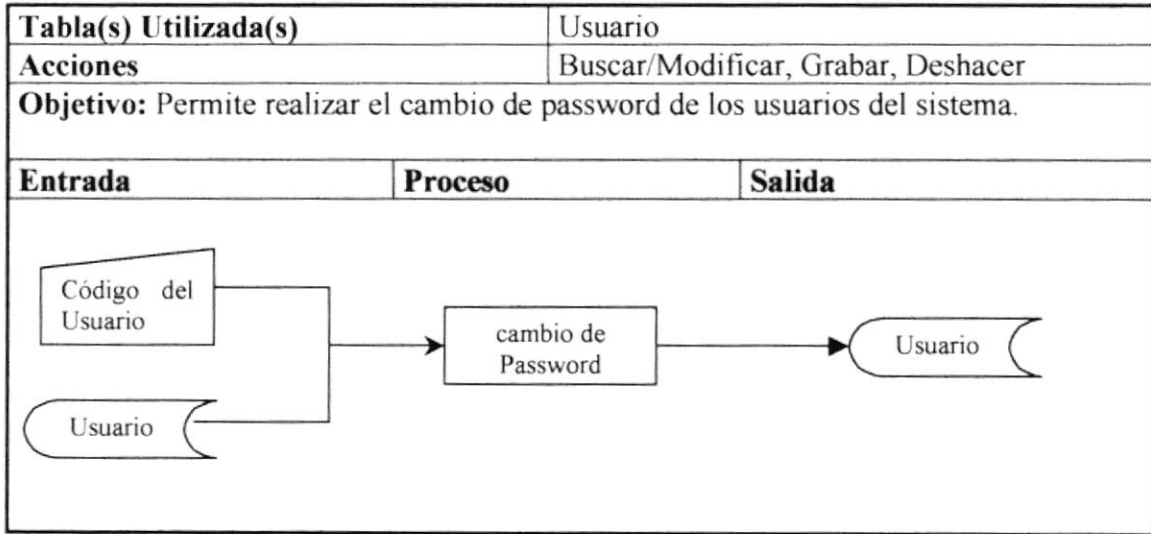 Tabla(s) Utilizada(s) Usuario
Acciones Buscar/Modificar, Grabar, Deshacer
Objetivo: Permite realizar el cambio de password de los usuarios del sistema.
Entrada Proceso Salida
Código del
Usuario
cambio de
Password
Usuario
Usuario